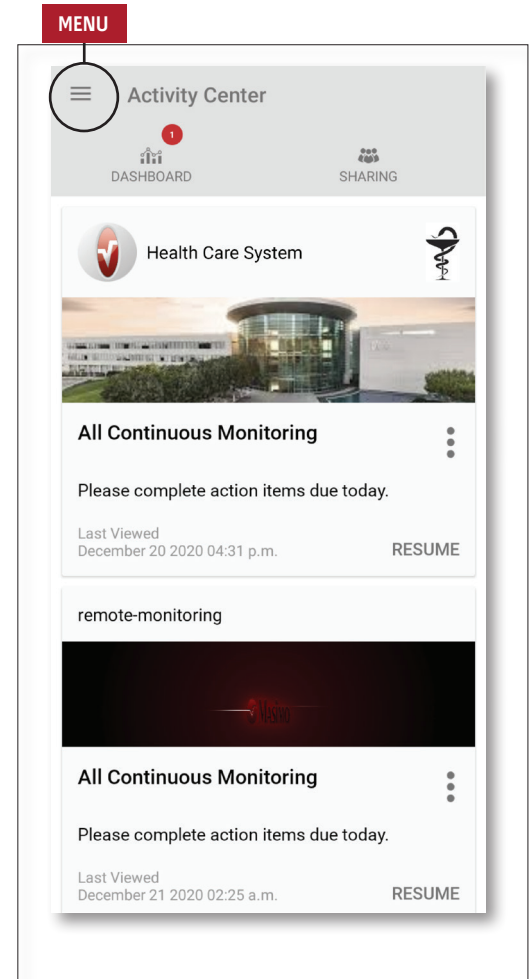 MENU
Activity Center
1
DASHBOARD
SHARING
Health Care System
All Continuous Monitoring
Please complete action items due today.
Last Viewed
December 20 2020 04:31 p.m.
RESUME
remote-monitoring
Masimo
All Continuous Monitoring
Please complete action items due today.
Last Viewed
December 21 2020 02:25 a.m.
RESUME